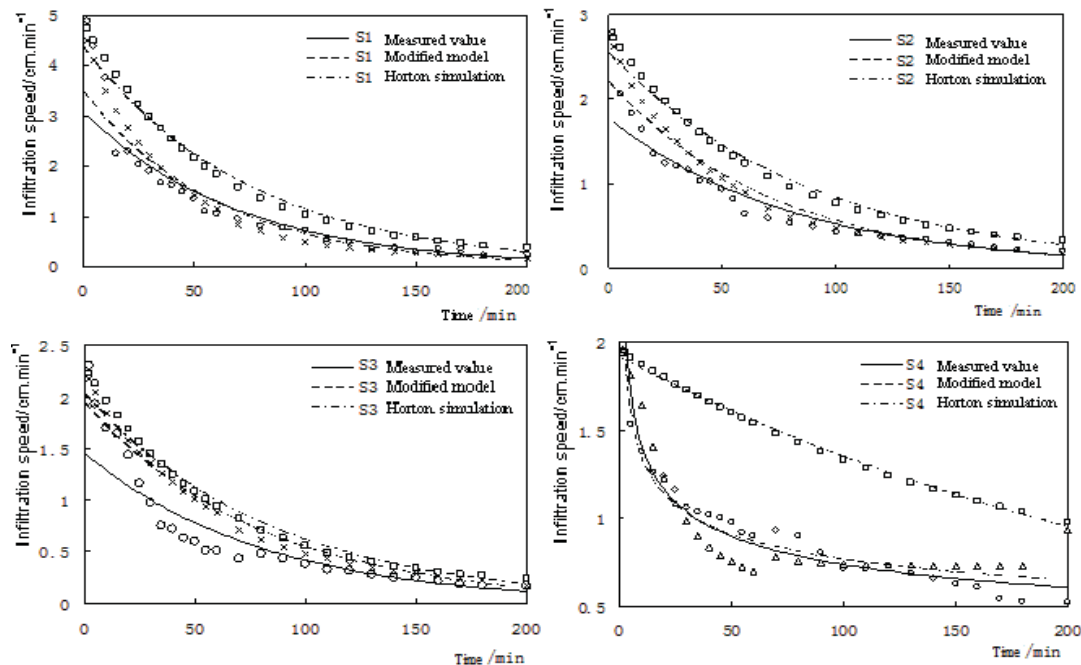 Infiltration speed/cm.min⁻¹
5
4
3
2
1
0
S1 Measured value
S1 Modified model
S1 Horton simulation
0 50 100 150 200
Time /min
Infiltration speed/cm.min⁻¹
3
2
1
0
S2 Measured value
S2 Modified model
S2 Horton simulation
0 50 100 150 200
Time /min
Infiltration speed/cm.min⁻¹
2.5
2
1.5
1
0.5
0
S3 Measured value
S3 Modified model
S3 Horton simulation
0 50 100 150 200
Time /min
Infiltration speed/cm.min⁻¹
2
1.5
1
0.5
S4 Measured value
S4 Modified model
S4 Horton simulation
0 50 100 150 200
Time /min